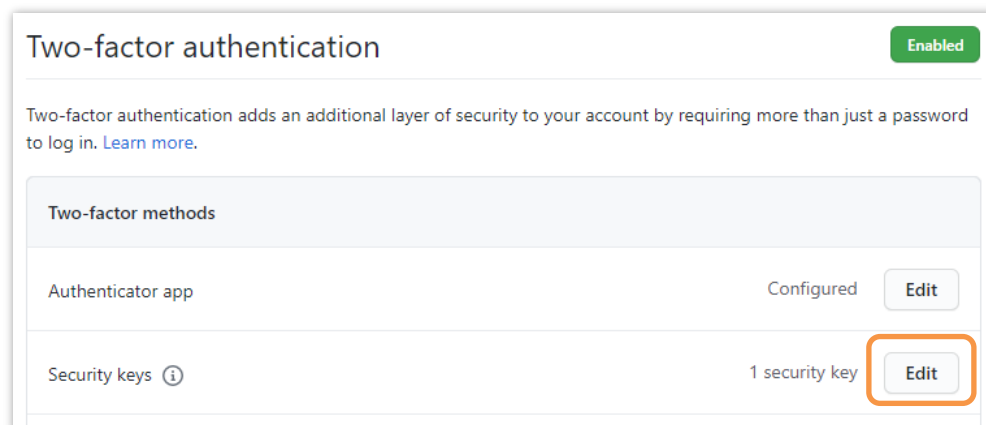 Two-factor authentication
Enabled
Two-factor authentication adds an additional layer of security to your account by requiring more than just a password
to log in. Learn more.
Two-factor methods
Authenticator app
Configured
Edit
Security keys
1 security key
Edit